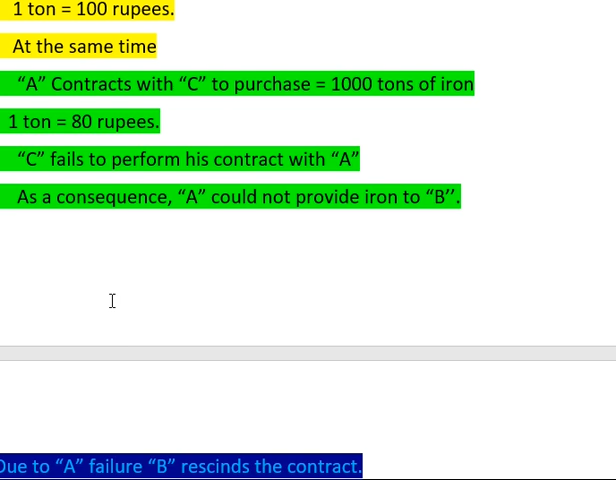 1 ton = 100 rupees.
At the same time
“A” Contracts with “C” to purchase = 1000 tons of iron
1 ton = 80 rupees.
“C” fails to perform his contract with “A”
As a consequence, “A” could not provide iron to “B’’.
Due to “A” failure “B” rescinds the contract.